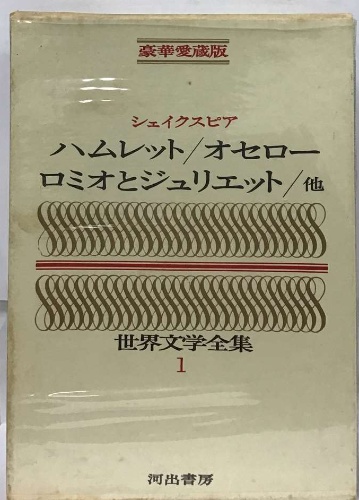 豪華愛蔵版
シェイクスピア
ハムレット/オセロー
ロミオとジュリエット/他
世界文学全集
1
河出書房